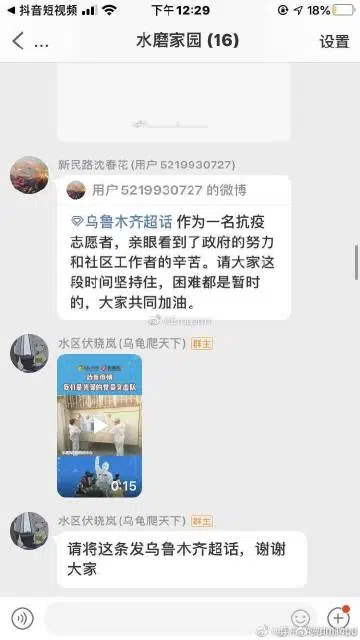 抖音短视频
下午12:29
18%
...
水磨家园 (16)
设置
新民路沈春花(用户5219930727)
用户5219930727 的微博
乌鲁木齐超话 作为一名抗疫
志愿者，亲眼看到了政府的努力
和社区工作者的辛苦。请大家这
段时间坚持住，困难都是暂时
的，大家共同加油。
水区伏晓岚(乌龟爬天下) 群主
0:15
水区伏晓岚(乌龟爬天下) 群主
请将这条发乌鲁木齐超话，谢谢
大家